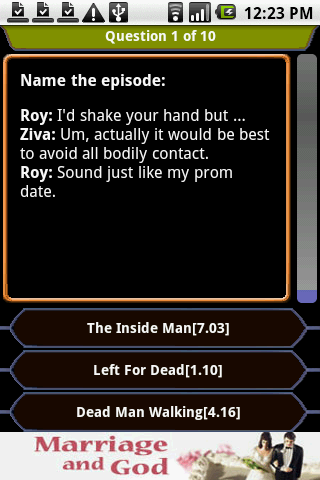 12:23 PM
Question 1 of 10
Name the episode:
Roy: I'd shake your hand but ...
Ziva: Um, actually it would be best
to avoid all bodily contact.
Roy: Sound just like my prom
date.
The Inside Man[7.03]
Left For Dead[1.10]
Dead Man Walking[4.16]
Marriage
and God